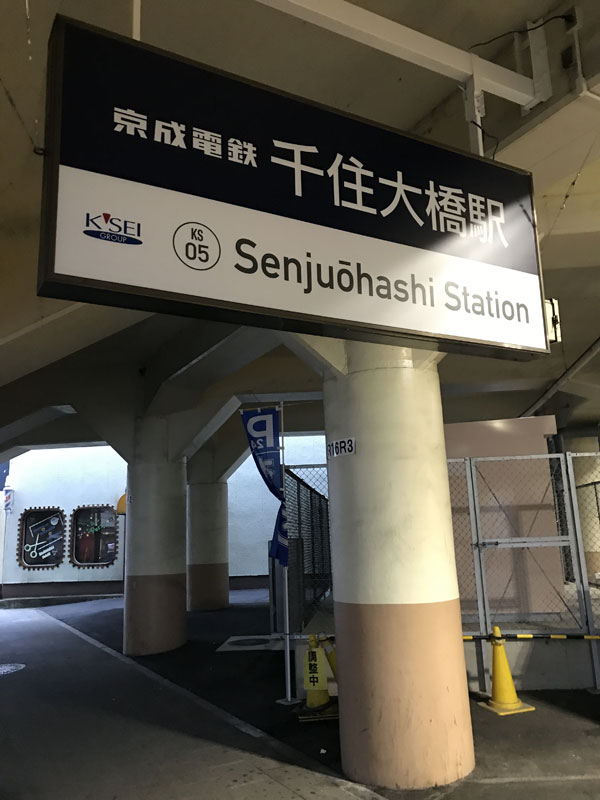 京成電鉄 千住大橋駅
K'SEI
GROUP
KS
05
Senjuōhashi Station
R16R3
P
24
調整中